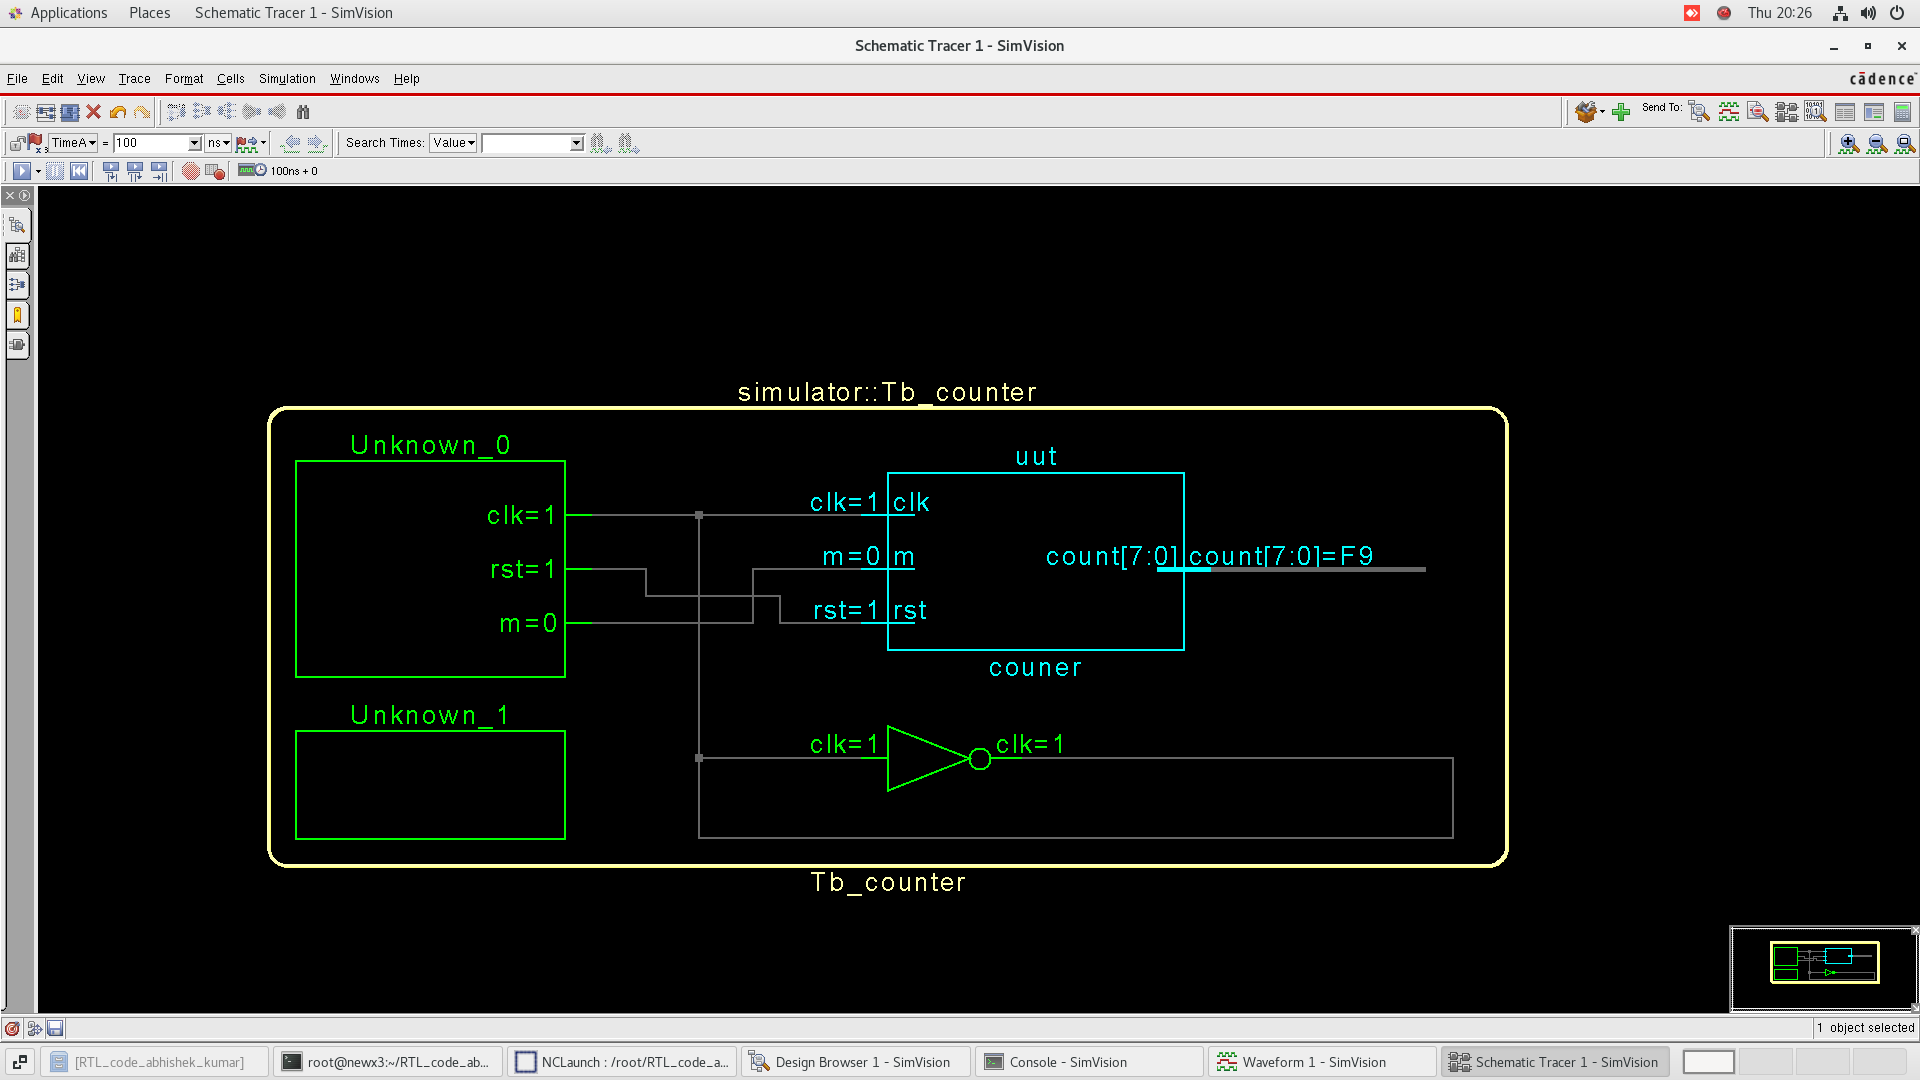 Applications Places Schematic Tracer 1 - SimVision Thu 20:26
Schematic Tracer 1 - SimVision
File Edit View Trace Format Cells Simulation Windows Help cādence
Send To:
TimeA = 100 ns Search Times: Value
100ns + 0
simulator::Tb_counter
Unknown_0
uut
clk=1 clk=1 clk
rst=1 m=0 m count[7:0] count[7:0]=F9
m=0 rst=1 rst
couner
Unknown_1
clk=1 clk=1
Tb_counter
1 object selected
[RTL_code_abhishek_kumar] root@newx3:~/RTL_code_ab... NCLaunch : /root/RTL_code_a... Design Browser 1 - SimVision Console - SimVision Waveform 1 - SimVision Schematic Tracer 1 - SimVision